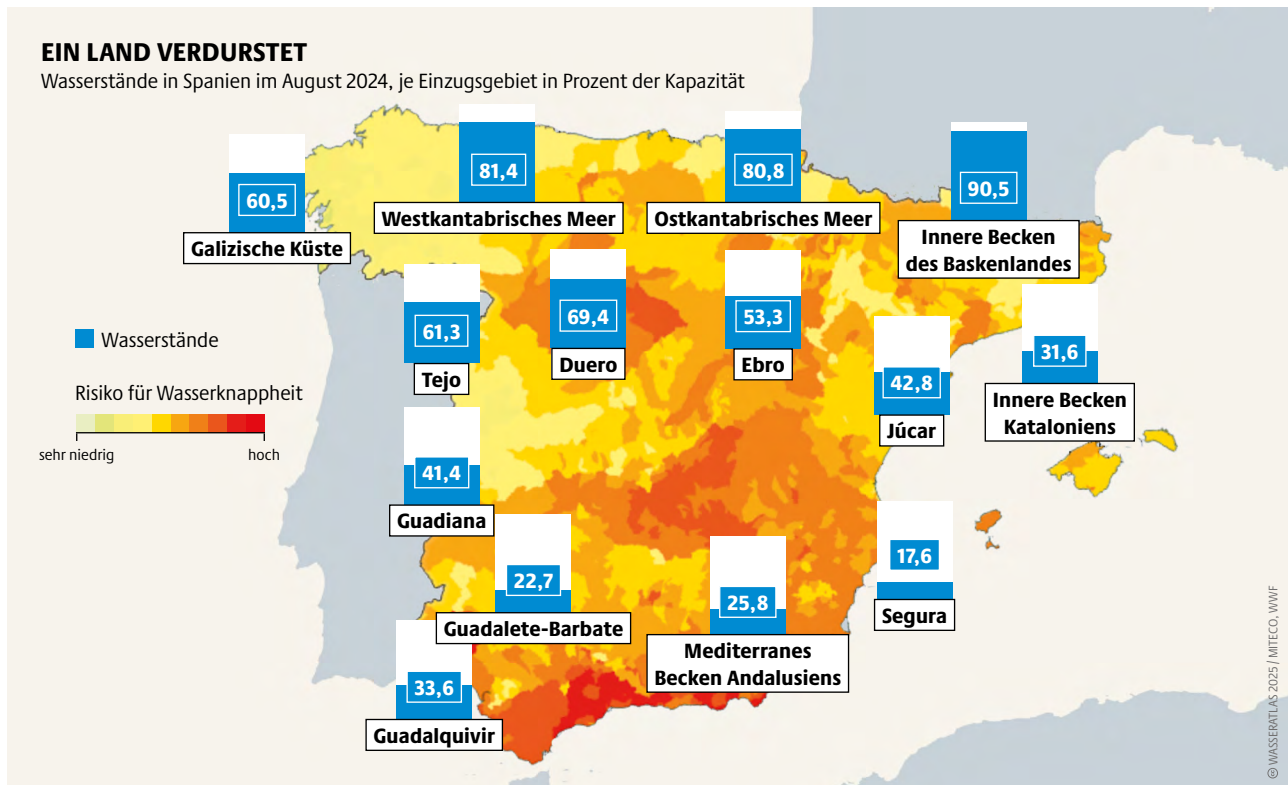 EIN LAND VERDURSTET
Wasserstände in Spanien im August 2024, je Einzugsgebiet in Prozent der Kapazität
60,5
Galizische Küste
81,4
Westkantabrisches Meer
80,8
Ostkantabrisches Meer
90,5
Innere Becken
des Baskenlandes
61,3
Tejo
69,4
Duero
53,3
Ebro
42,8
Júcar
31,6
Innere Becken
Kataloniens
Wasserstände
Risiko für Wasserknappheit
sehr niedrig
hoch
41,4
Guadiana
22,7
Guadalete-Barbate
25,8
Mediterranes
Becken Andalusiens
17,6
Segura
33,6
Guadalquivir
© WASSERATLAS 2025 / MITECO, WWF